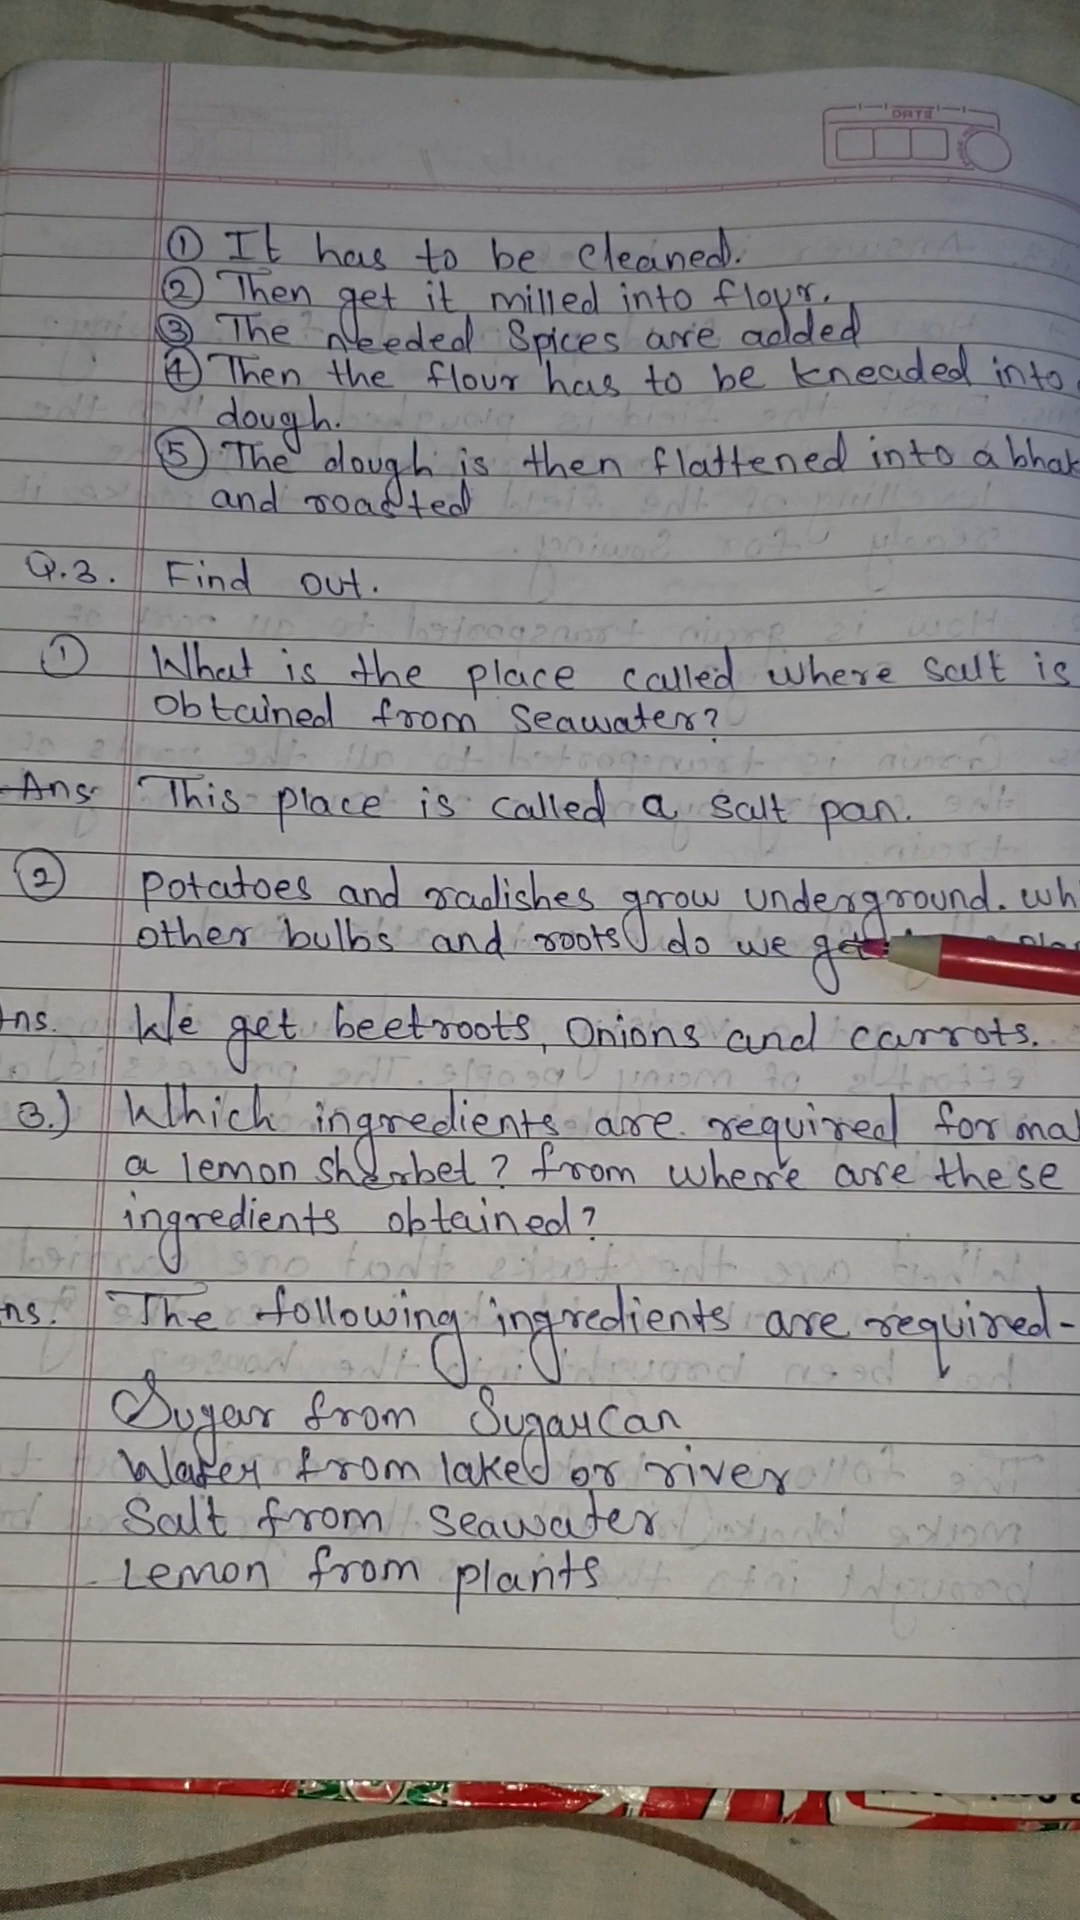 DATE
① It has to be cleaned.
② Then get it milled into flour.
③ The Needed Spices are added
④ Then the flour has to be kneaded into
dough.
⑤ The dough is then flattened into a bhak
and roasted
Q.3. Find out.
① What is the place called where salt is
obtained from seawater?
Ans. This place is called a salt pan.
② potatoes and radishes grow underground. wh
other bulbs and roots do we get
Ans. We get beetroots, Onions and carrots.
3.) Which ingredients are required for ma
a lemon sherbet? from where are these
ingredients obtained?
ns. The following ingredients are required-
Sugar from Sugarcan
Water from laked or river
Salt from seawater
Lemon from plants